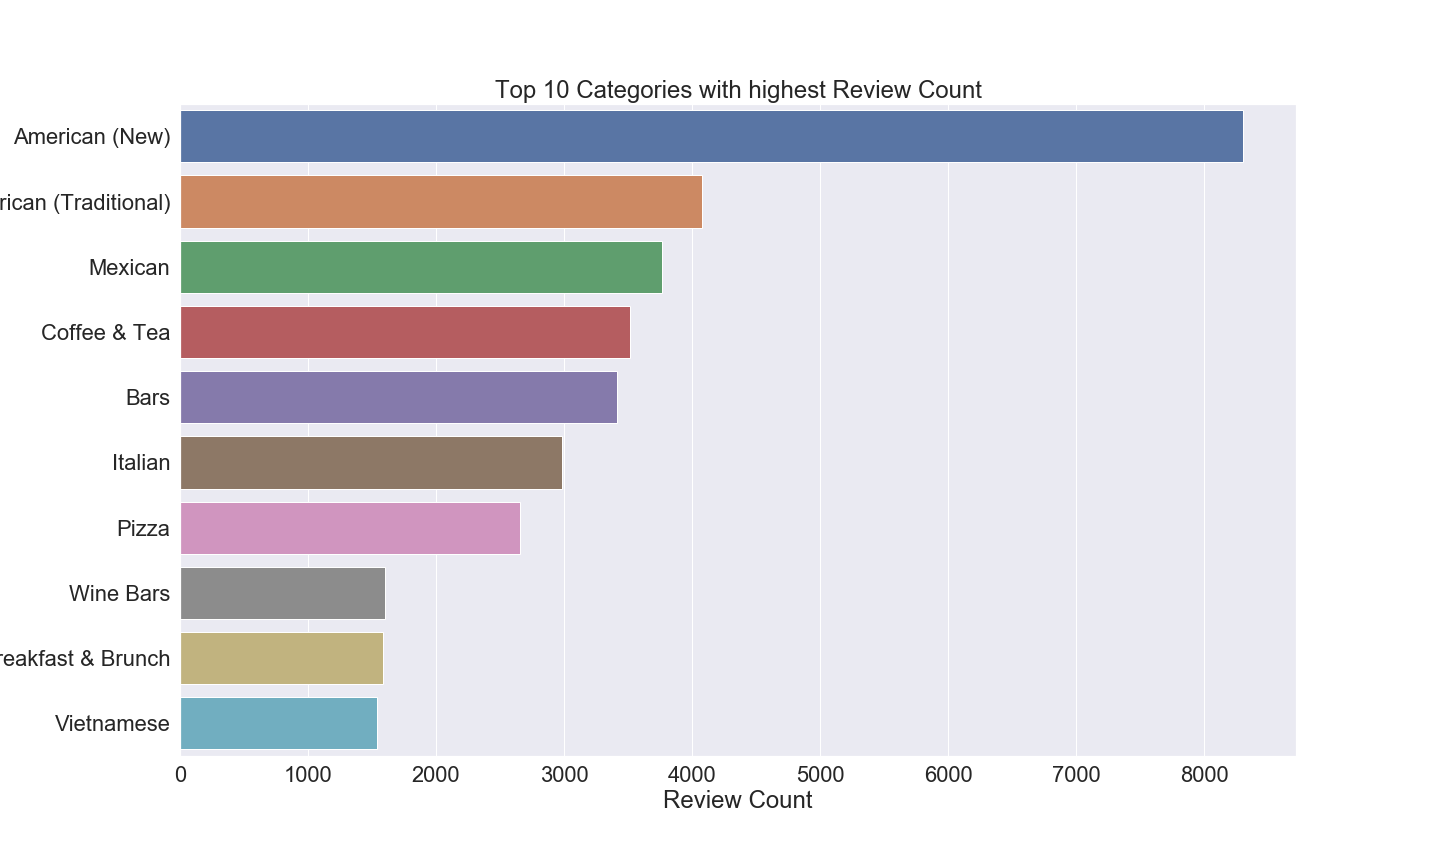 Top 10 Categories with highest Review Count
American (New)
rican (Traditional)
Mexican
Coffee & Tea
Bars
Italian
Pizza
Wine Bars
reakfast & Brunch
Vietnamese
0 1000 2000 3000 4000 5000 6000 7000 8000
Review Count